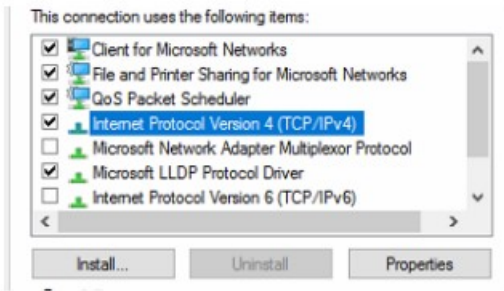 This connection uses the following items:
Client for Microsoft Networks
File and Printer Sharing for Microsoft Networks
QoS Packet Scheduler
Internet Protocol Version 4 (TCP/IPv4)
Microsoft Network Adapter Multiplexor Protocol
Microsoft LLDP Protocol Driver
Internet Protocol Version 6 (TCP/IPv6)
Install... Uninstall Properties